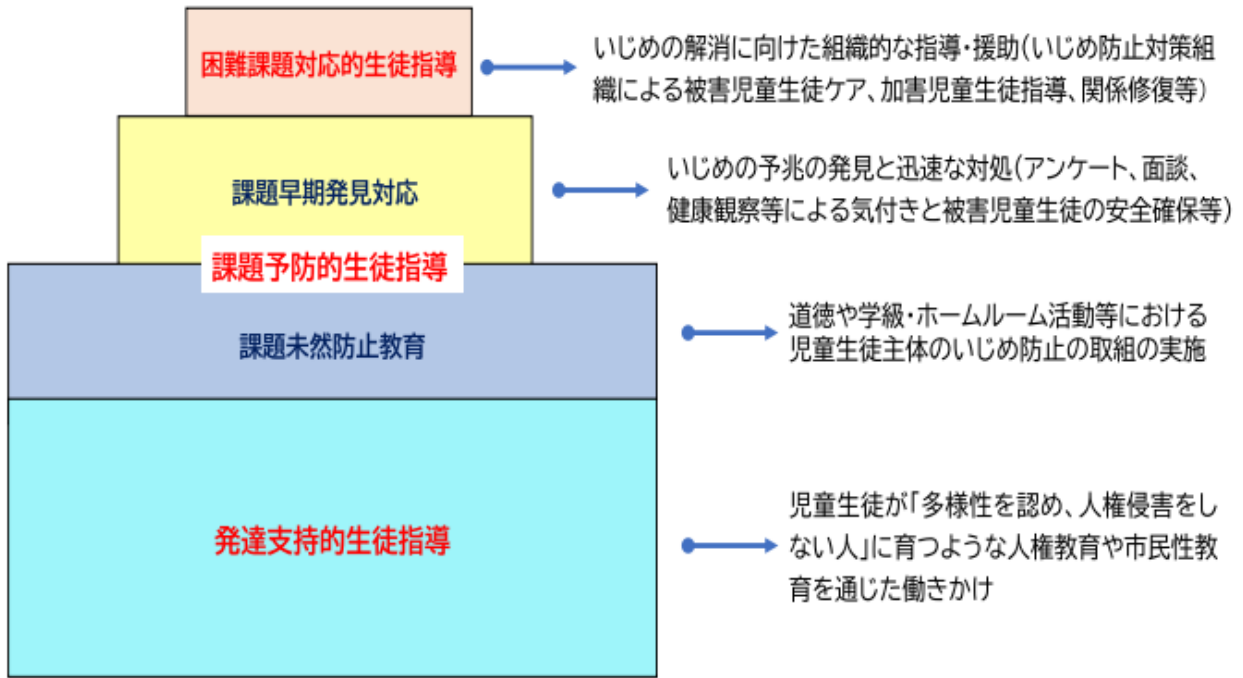 困難課題対応的生徒指導
いじめの解消に向けた組織的な指導・援助(いじめ防止対策組
織による被害児童生徒ケア、加害児童生徒指導、関係修復等)
課題早期発見対応
いじめの予兆の発見と迅速な対処(アンケート、面談、
健康観察等による気付きと被害児童生徒の安全確保等)
課題予防的生徒指導
課題未然防止教育
道徳や学級・ホームルーム活動等における
児童生徒主体のいじめ防止の取組の実施
発達支持的生徒指導
児童生徒が「多様性を認め、人権侵害をし
ない人」に育つような人権教育や市民性教
育を通じた働きかけ